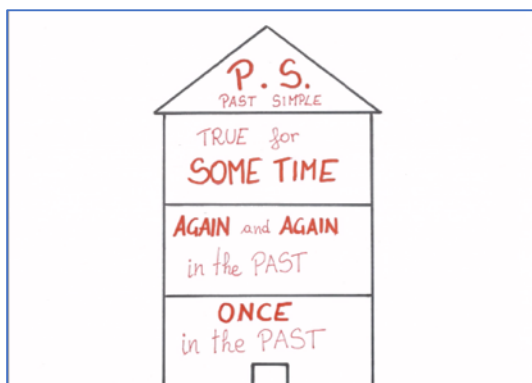 P. S.
PAST SIMPLE
TRUE for
SOME TIME
AGAIN and AGAIN
in the PAST
ONCE
in the PAST